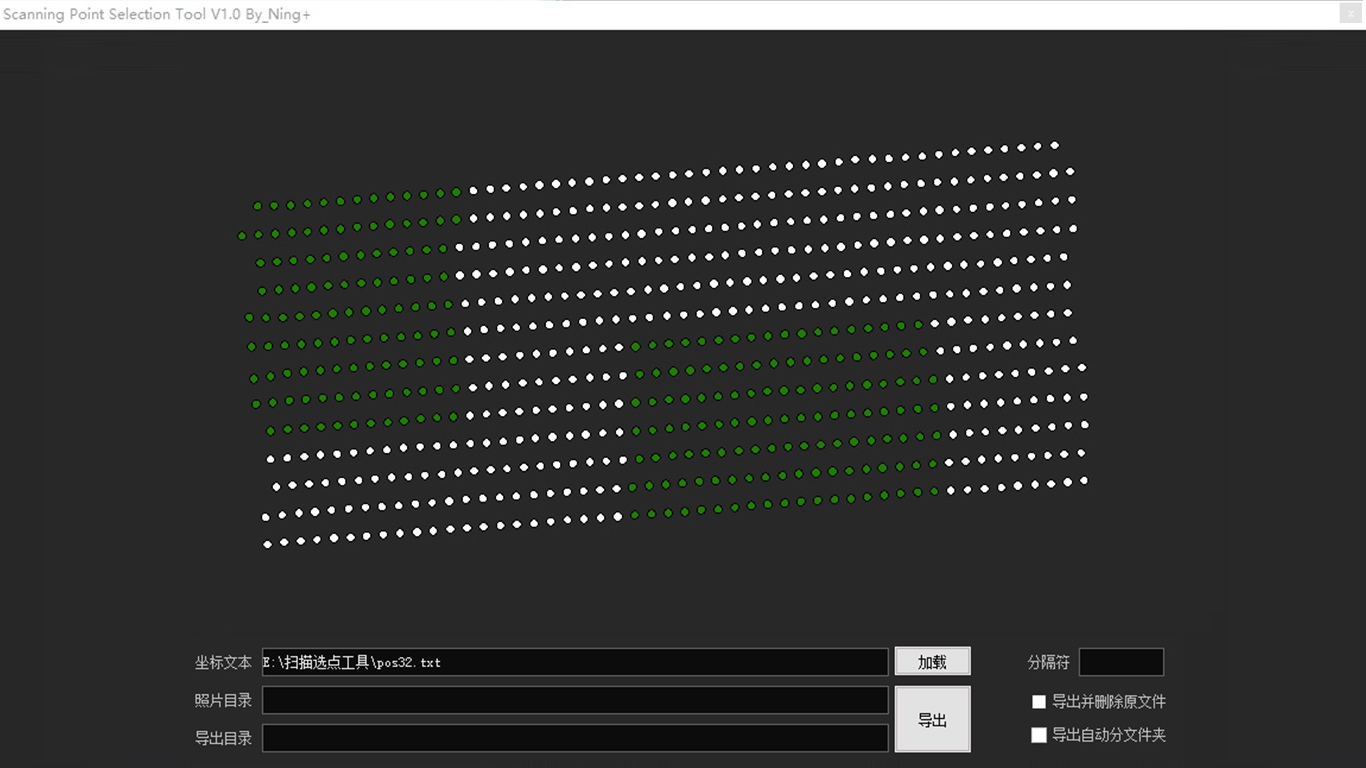 Scanning Point Selection Tool V1.0 By_Ning+
x
坐标文本 E:\扫描选点工具\pos32.txt 加载 分隔符
照片目录 导出并删除原文件
导出
导出目录 导出自动分文件夹